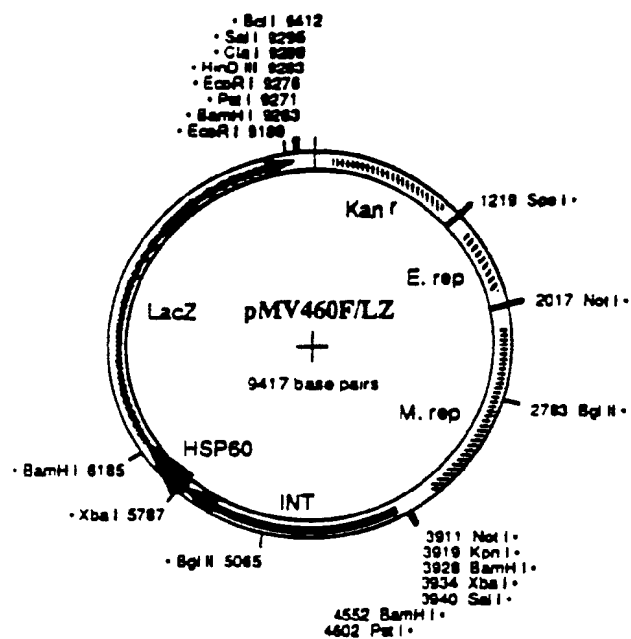 • Bcl I 9412
• Sal I 9295
• Cla I 9288
• HinD III 9283
• EcoR I 9276
• Pst I 9271
• BamH I 9263
• EcoR I 9189
Kan r
1219 Spe I •
E. rep
2017 Not I •
LacZ
pMV460F/LZ
9417 base pairs
M. rep
2783 Bgl II •
HSP60
• BamH I 6185
INT
• Xba I 5787
• Bgl II 5065
3911 Not I •
3919 Kpn I •
3928 BamH I •
3934 Xba I •
3940 Sal I •
4552 BamH I •
4602 Pst I •